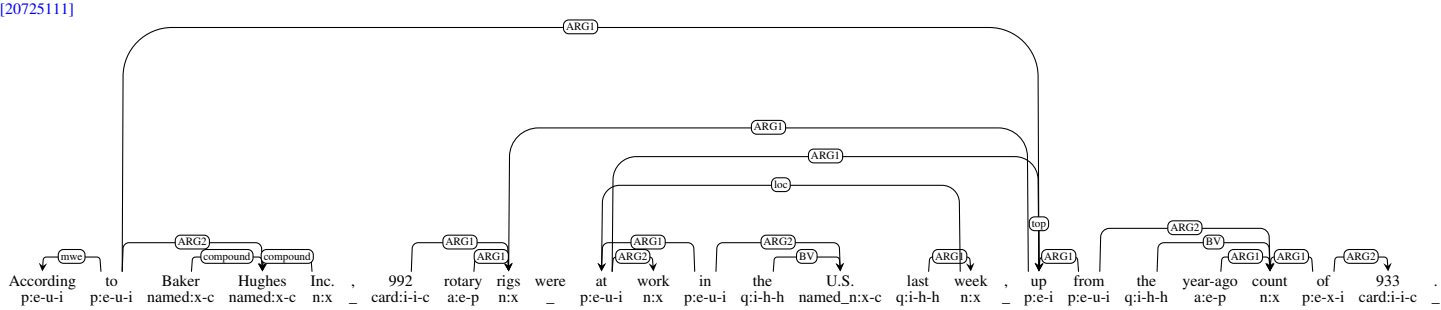 [20725111]
ARG1
ARG1
ARG1
loc
top
mwe ARG2 compound compound ARG1 ARG1 ARG1 ARG2 ARG2 BV ARG1 ARG1 ARG2 BV ARG1 ARG1 ARG2
According to Baker Hughes Inc. , 992 rotary rigs were at work in the U.S. last week , up from the year-ago count of 933 .
p:e-u-i p:e-u-i named:x-c named:x-c n:x _ card:i-i-c a:e-p n:x _ p:e-u-i n:x p:e-u-i q:i-h-h named_n:x-c q:i-h-h n:x _ p:e-i p:e-u-i q:i-h-h a:e-p n:x p:e-x-i card:i-i-c _